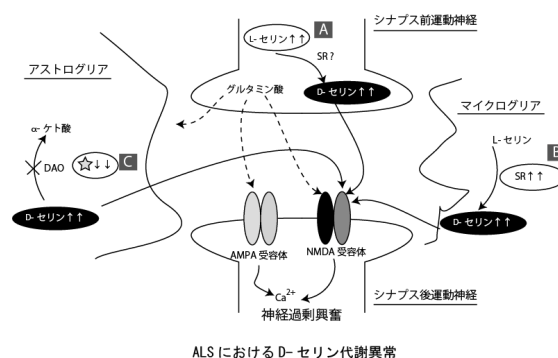 シナプス前運動神経
A
L-セリン↑↑
SR?
アストログリア
グルタミン酸
D-セリン↑↑
マイクログリア
α-ケト酸
L-セリン
DAO
↓↓
C
B
SR↑↑
D-セリン↑↑
D-セリン↑↑
AMPA 受容体
NMDA 受容体
Ca2+
神経過剰興奮
シナプス後運動神経
ALS における D-セリン代謝異常